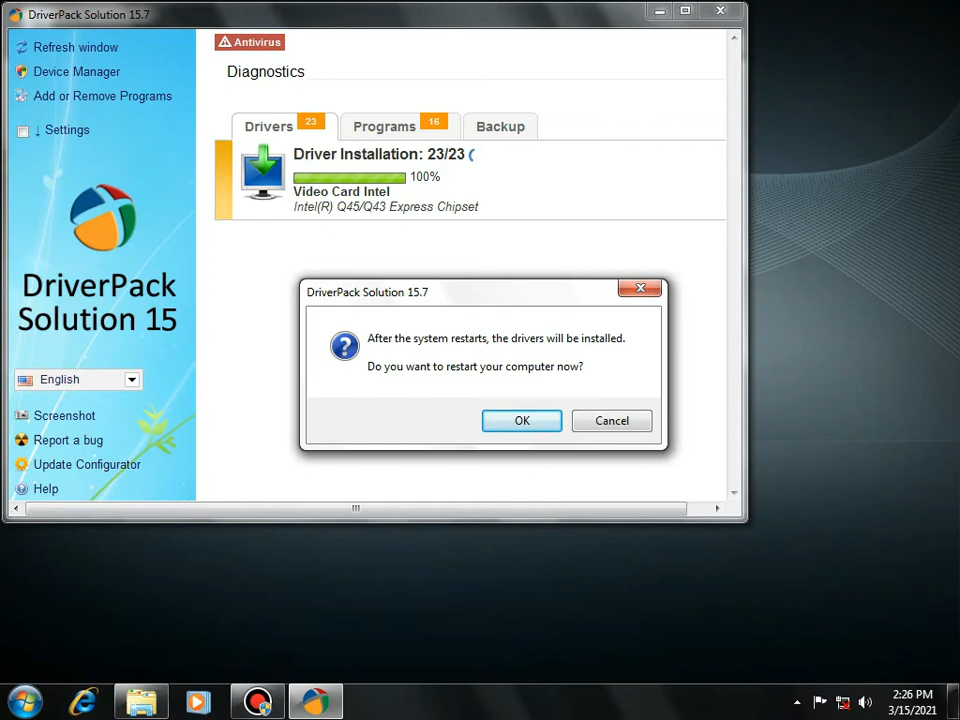 DriverPack Solution 15.7
Refresh window
Device Manager
Add or Remove Programs
↓ Settings
DriverPack
Solution 15
English
Screenshot
Report a bug
Update Configurator
Help
Antivirus
Diagnostics
Drivers 23
Programs 16
Backup
Driver Installation: 23/23
100%
Video Card Intel
Intel(R) Q45/Q43 Express Chipset
DriverPack Solution 15.7
After the system restarts, the drivers will be installed.
Do you want to restart your computer now?
OK
Cancel
2:26 PM
3/15/2021